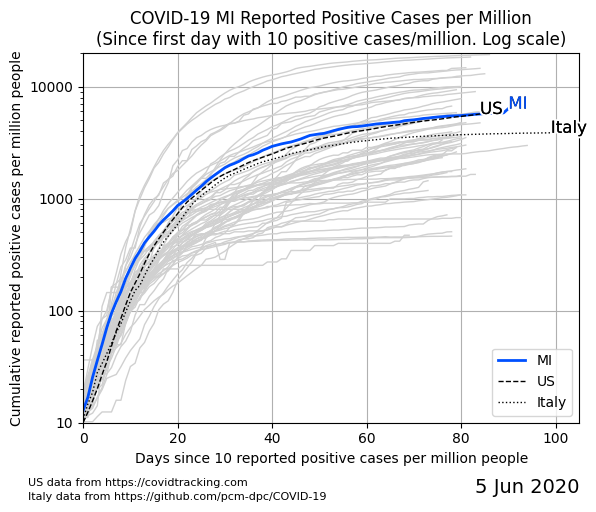 COVID-19 MI Reported Positive Cases per Million
(Since first day with 10 positive cases/million. Log scale)
Cumulative reported positive cases per million people
10000
1000
100
10
US
MI
Italy
MI
US
Italy
0
20
40
60
80
100
Days since 10 reported positive cases per million people
US data from https://covidtracking.com
Italy data from https://github.com/pcm-dpc/COVID-19
5 Jun 2020